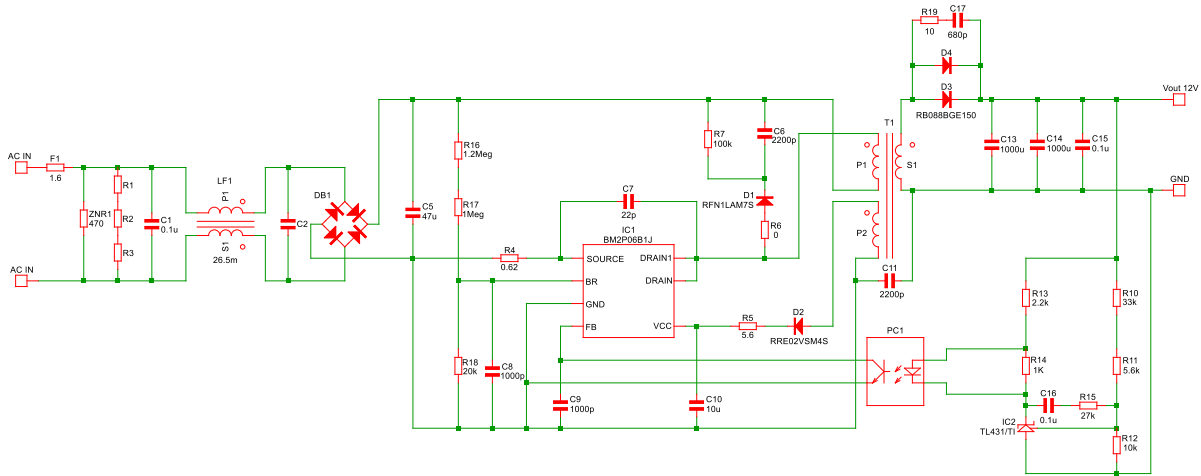 R19
10
C17
680p
D4
D3
RB088BGE150
Vout 12V
GND
C13
1000u
C14
1000u
C15
0.1u
T1
P1
S1
P2
R7
100k
C6
2200p
D1
RFN1LAM7S
R6
0
R16
1.2Meg
R17
1Meg
C5
47u
C7
22p
IC1
BM2P06B1J
SOURCE
DRAIN1
BR
DRAIN
GND
FB
VCC
R4
0.62
AC IN
F1
1.6
ZNR1
470
R1
R2
R3
C1
0.1u
LF1
P1
S1
26.5m
C2
DB1
AC IN
C11
2200p
R5
5.6
D2
RRE02VSM4S
PC1
R13
2.2k
R10
33k
R14
1K
R11
5.6k
R18
20k
C8
1000p
C9
1000p
C10
10u
C16
0.1u
R15
27k
IC2
TL431/TI
R12
10k